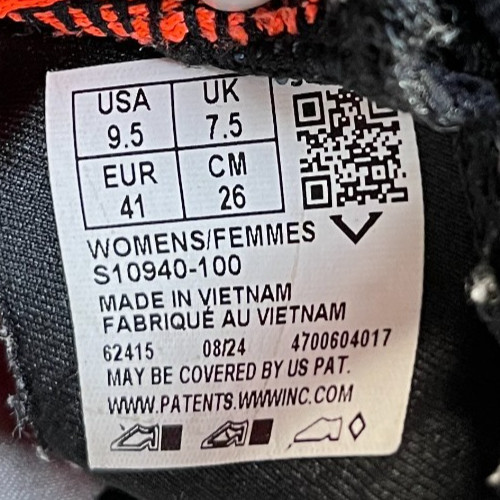 USA UK
9.5 7.5
EUR CM
41 26
WOMENS/FEMMES
S10940-100
MADE IN VIETNAM
FABRIQUÉ AU VIETNAM
62415 08/24 4700604017
MAY BE COVERED BY US PAT.
WWW.PATENTS.WWWINC.COM